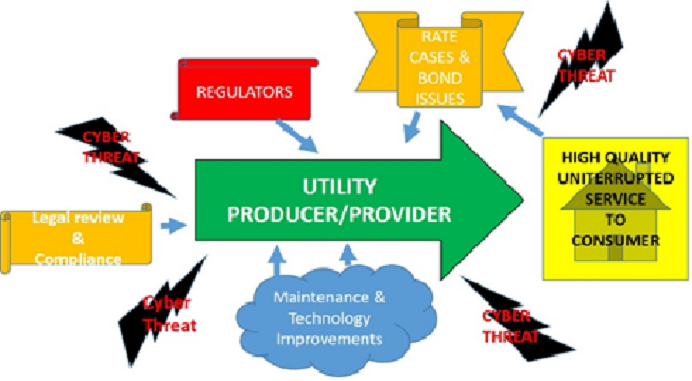 RATE
CASES &
BOND
ISSUES
CYBER
THREAT
REGULATORS
CYBER
THREAT
HIGH QUALITY
UNITERRUPTED
SERVICE
TO
CONSUMER
UTILITY
PRODUCER/PROVIDER
Legal review
&
Compliance
Maintenance &
Technology
Improvements
Cyber
Threat
CYBER
THREAT